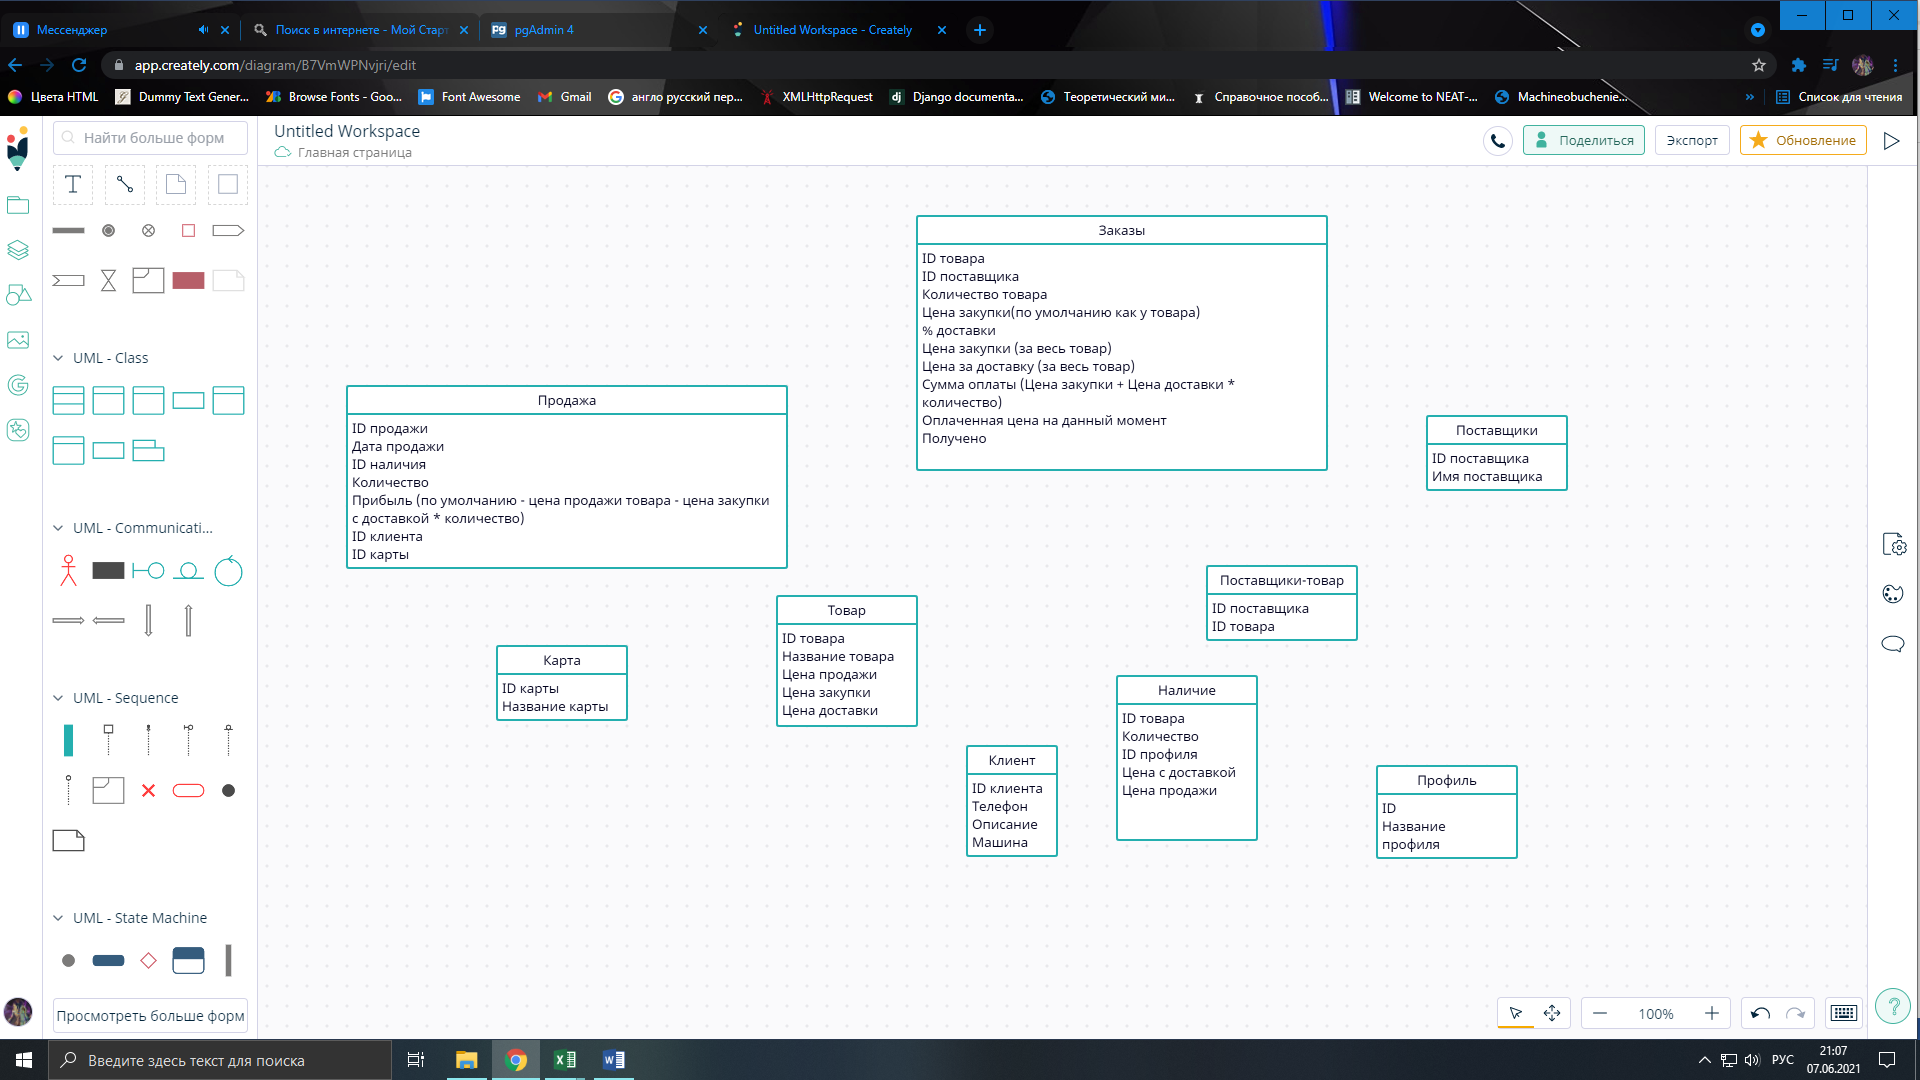 Мессенджер
Поиск в интернете - Мой Старт
pgAdmin 4
Untitled Workspace - Creately
app.creately.com/diagram/B7VmWPNvjri/edit
Цвета HTML
Dummy Text Gener...
Browse Fonts - Goo...
Font Awesome
Gmail
англо русский пер...
XMLHttpRequest
Django documenta...
Теоретический ми...
Справочное пособ...
Welcome to NEAT-...
Machineobuchenie...
Список для чтения
Найти больше форм
Untitled Workspace
Главная страница
Поделиться
Экспорт
Обновление
UML - Class
UML - Communicati...
UML - Sequence
UML - State Machine
Просмотреть больше форм
Заказы
ID товара
ID поставщика
Количество товара
Цена закупки(по умолчанию как у товара)
% доставки
Цена закупки (за весь товар)
Цена за доставку (за весь товар)
Сумма оплаты (Цена закупки + Цена доставки *
количество)
Оплаченная цена на данный момент
Получено
Продажа
ID продажи
Дата продажи
ID наличия
Количество
Прибыль (по умолчанию - цена продажи товара - цена закупки
с доставкой * количество)
ID клиента
ID карты
Поставщики
ID поставщика
Имя поставщика
Поставщики-товар
ID поставщика
ID товара
Товар
ID товара
Название товара
Цена продажи
Цена закупки
Цена доставки
Карта
ID карты
Название карты
Наличие
ID товара
Количество
ID профиля
Цена с доставкой
Цена продажи
Клиент
ID клиента
Телефон
Описание
Машина
Профиль
ID
Название
профиля
100%
Введите здесь текст для поиска
РУС
21:07
07.06.2021